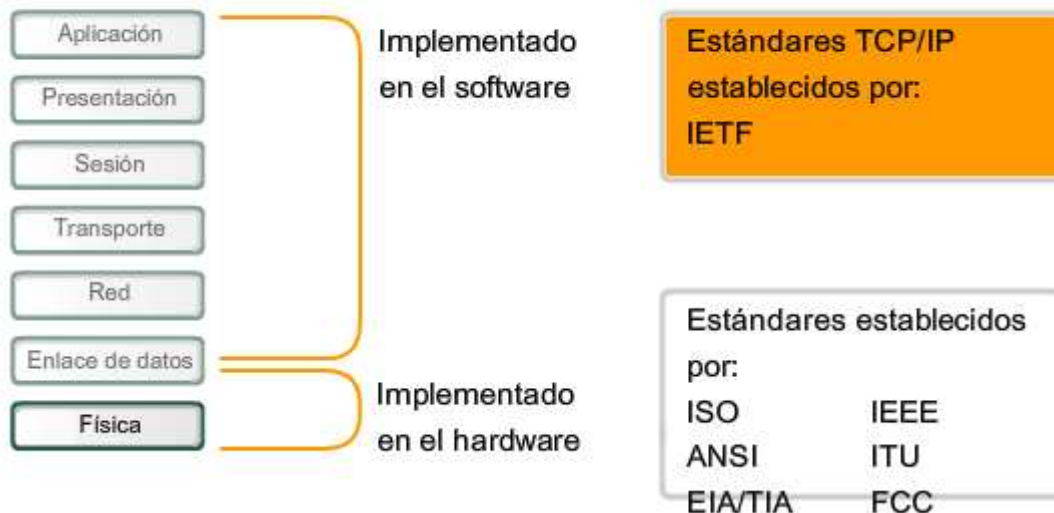 Aplicación
Presentación
Sesión
Transporte
Red
Enlace de datos
Física
Implementado
en el software
Implementado
en el hardware
Estándares TCP/IP
establecidos por:
IETF
Estándares establecidos
por:
ISO IEEE
ANSI ITU
EIA/TIA FCC